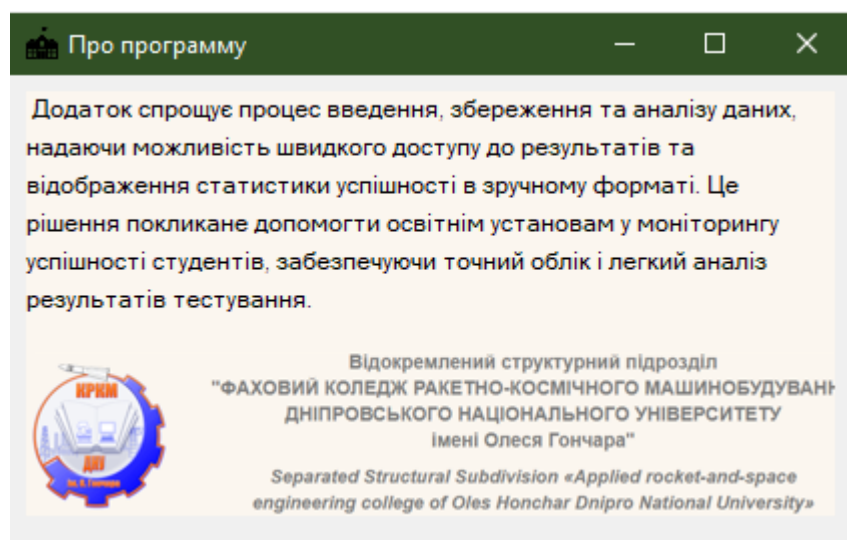 Про программу
Додаток спрощує процес введення, збереження та аналізу даних,
надаючи можливість швидкого доступу до результатів та
відображення статистики успішності в зручному форматі. Це
рішення покликане допомогти освітнім установам у моніторингу
успішності студентів, забезпечуючи точний облік і легкий аналіз
результатів тестування.
КРКМ
ДНУ
ім. О. Гончара
Відокремлений структурний підрозділ
"ФАХОВИЙ КОЛЕДЖ РАКЕТНО-КОСМІЧНОГО МАШИНОБУДУВАНН
ДНІПРОВСЬКОГО НАЦІОНАЛЬНОГО УНІВЕРСИТЕТУ
імені Олеся Гончара"
Separated Structural Subdivision «Applied rocket-and-space
engineering college of Oles Honchar Dnipro National University»